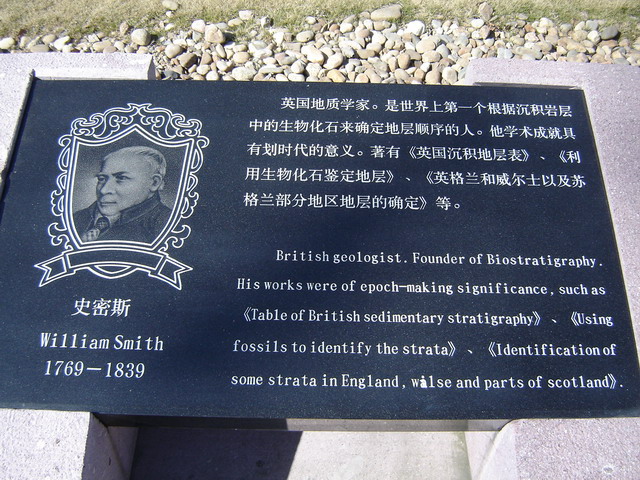 英国地质学家。是世界上第一个根据沉积岩层
中的生物化石来确定地层顺序的人。他学术成就具
有划时代的意义。著有《英国沉积地层表》、《利
用生物化石鉴定地层》、《英格兰和威尔士以及苏
格兰部分地区地层的确定》等。
British geologist. Founder of Biostratigraphy.
His works were of epoch-making significance, such as
《Table of British sedimentary stratigraphy》、《Using
fossils to identify the strata》、《Identification of
some strata in England, walse and parts of scotland》.
史密斯
William Smith
1769－1839